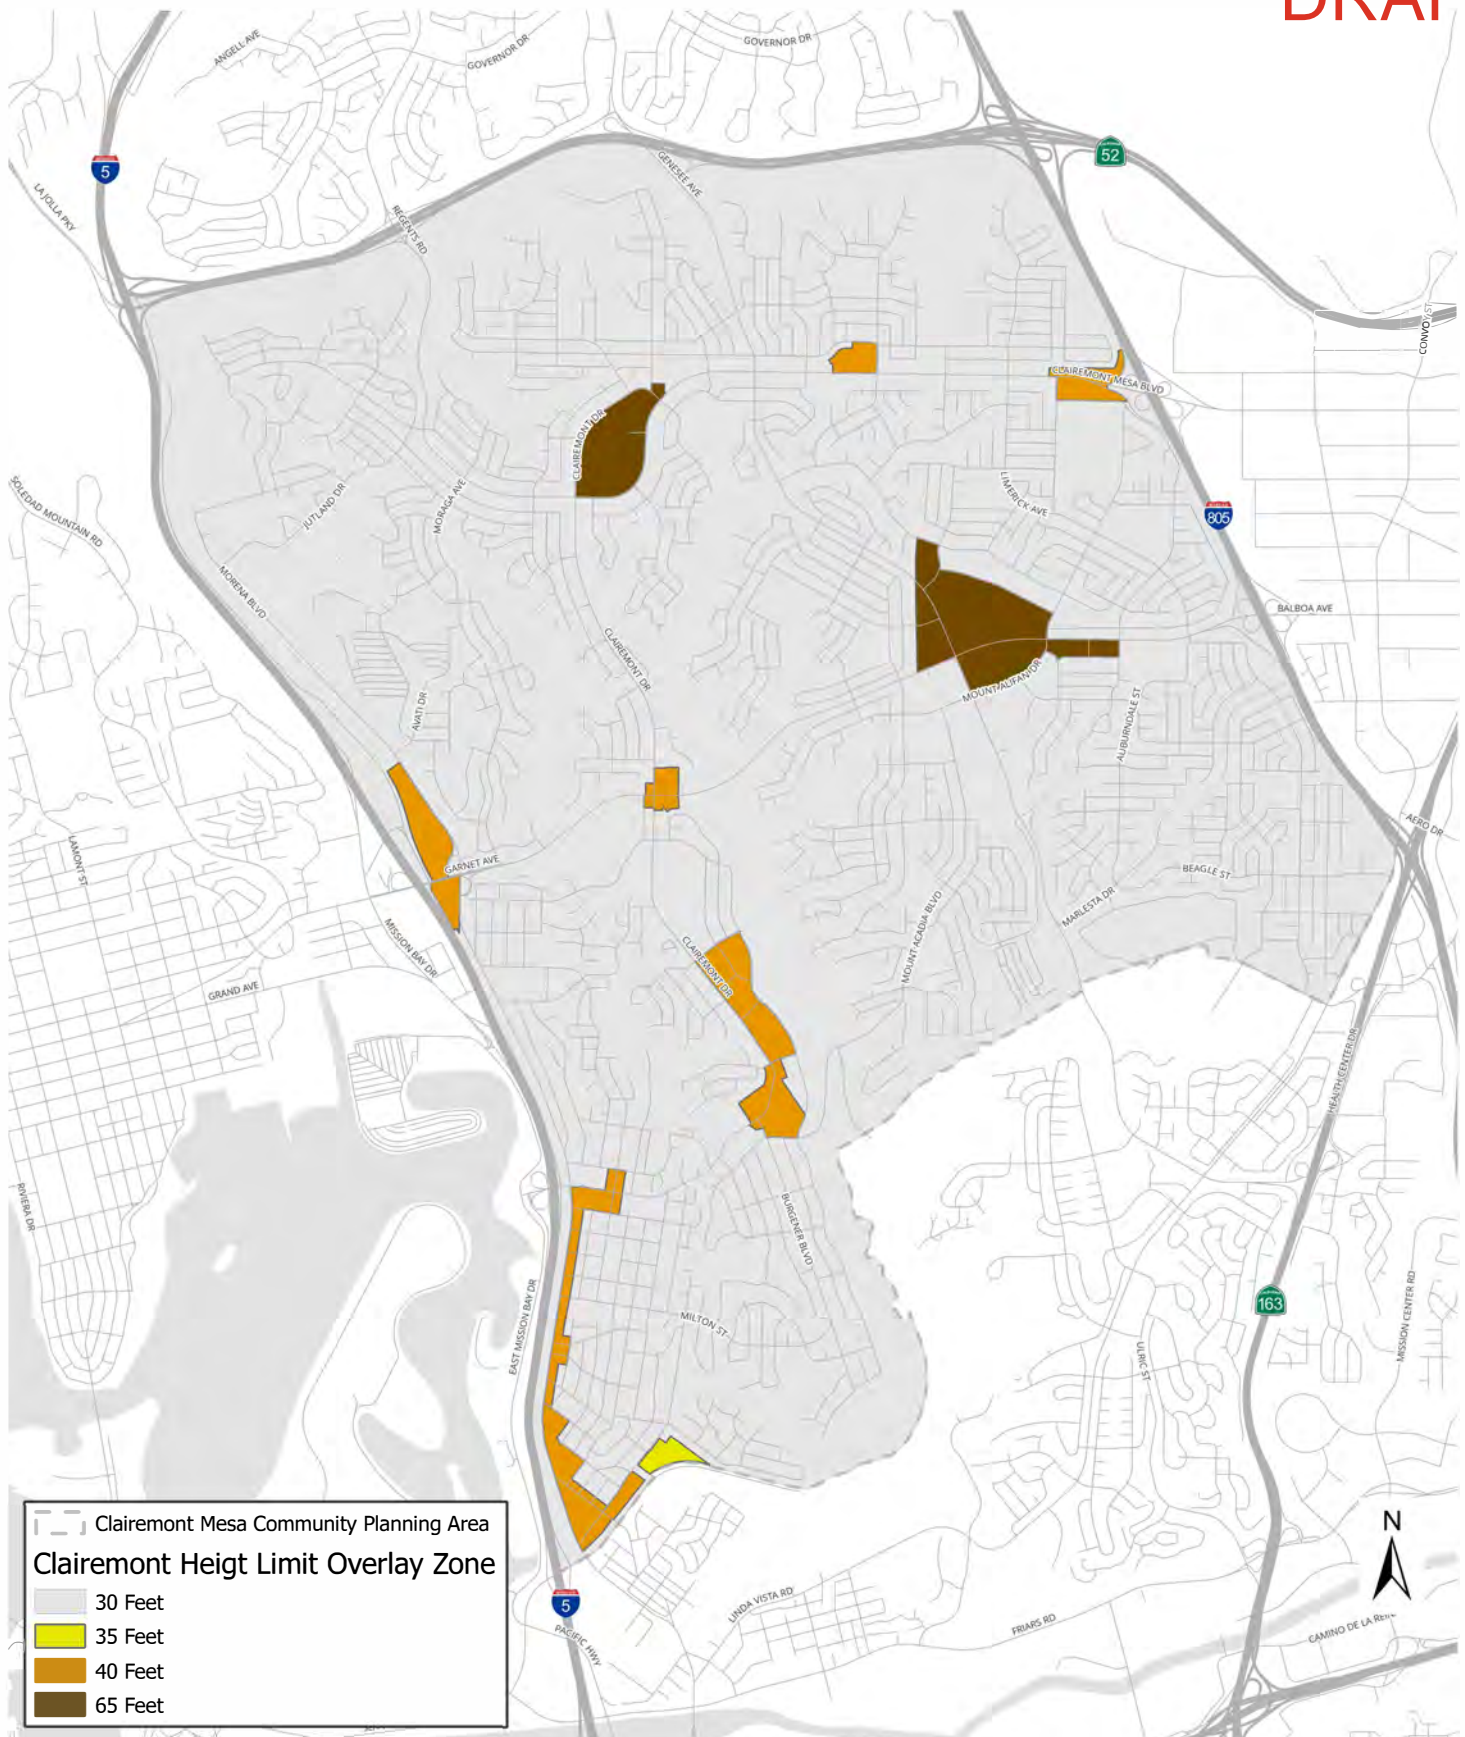 DRAF
ANGELL AVE
GOVERNOR DR
GOVERNOR DR
52
5
GENESEE AVE
LA JOLLA PKY
REGENTS RD
CONVOY ST
CLAIREMONT MESA BLVD
CLAIREMONT DR
LIMERICK AVE
JUTLAND DR
MORAGA AVE
SOLEDAD MOUNTAIN RD
805
MORENA BLVD
BALBOA AVE
CLAIREMONT DR
MOUNT ALIFAN DR
AVATI DR
AUBURNDALE ST
AERO DR
LAMONT ST
GARNET AVE
BEAGLE ST
MARLESTA DR
MOUNT ACADIA BLVD
MISSION BAY DR
CLAIREMONT DR
GRAND AVE
HEALTH CENTER DR
RIVIERA DR
BURGENER BLVD
EAST MISSION BAY DR
163
MISSION CENTER RD
MILTON ST
ULRIC ST
N
Clairemont Mesa Community Planning Area
Clairemont Heigt Limit Overlay Zone
30 Feet
35 Feet
40 Feet
65 Feet
5
PACIFIC HWY
LINDA VISTA RD
FRIARS RD
CAMINO DE LA REIN